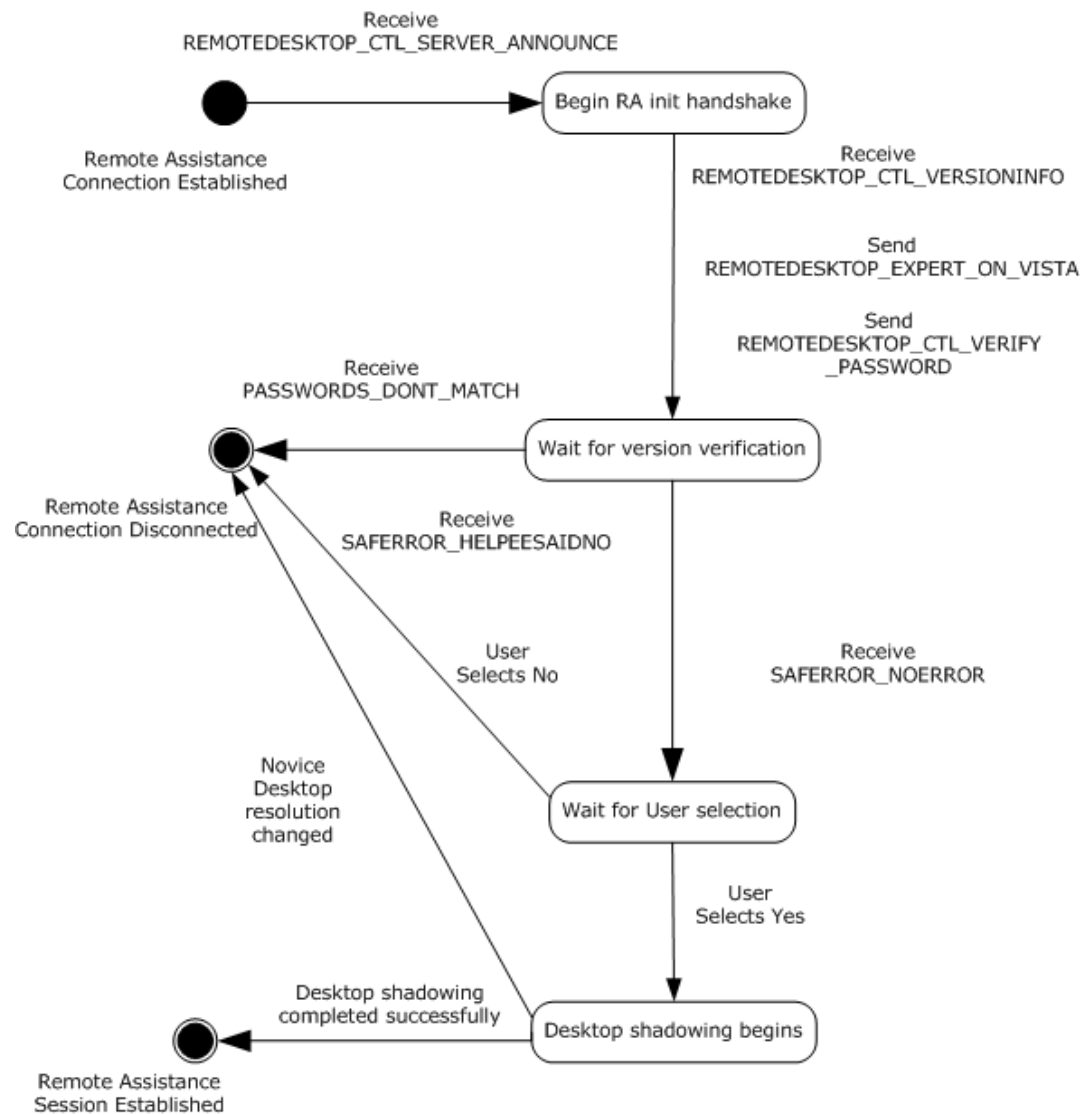 Receive
REMOTEDESKTOP_CTL_SERVER_ANNOUNCE
Begin RA init handshake
Remote Assistance
Connection Established
Receive
REMOTEDESKTOP_CTL_VERSIONINFO
Send
REMOTEDESKTOP_EXPERT_ON_VISTA
Send
REMOTEDESKTOP_CTL_VERIFY
_PASSWORD
Receive
PASSWORDS_DONT_MATCH
Wait for version verification
Remote Assistance
Connection Disconnected
Receive
SAFERROR_HELPEESAIDNO
User
Selects No
Receive
SAFERROR_NOERROR
Novice
Desktop
resolution
changed
Wait for User selection
User
Selects Yes
Desktop shadowing
completed successfully
Desktop shadowing begins
Remote Assistance
Session Established